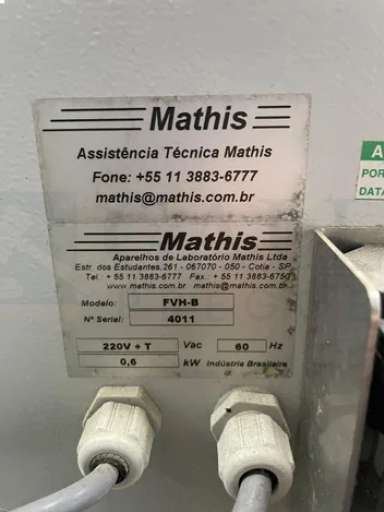 Mathis
Assistência Técnica Mathis
Fone: +55 11 3883-6777
mathis@mathis.com.br
Mathis
Aparelhos de Laboratório Mathis Ltda
Estr. dos Estudantes,261 - 067070 - 050 - Cotia - SP
Tel.: +55 11 3883-6777 Fax.: +55 11 3883-6750
www.mathis.com.br mathis@mathis.com.br
Modelo: FVH-B
Nº Serial: 4011
220V + T Vac 60 Hz
0,6 kW Indústria Brasileira
A
POR
DATA